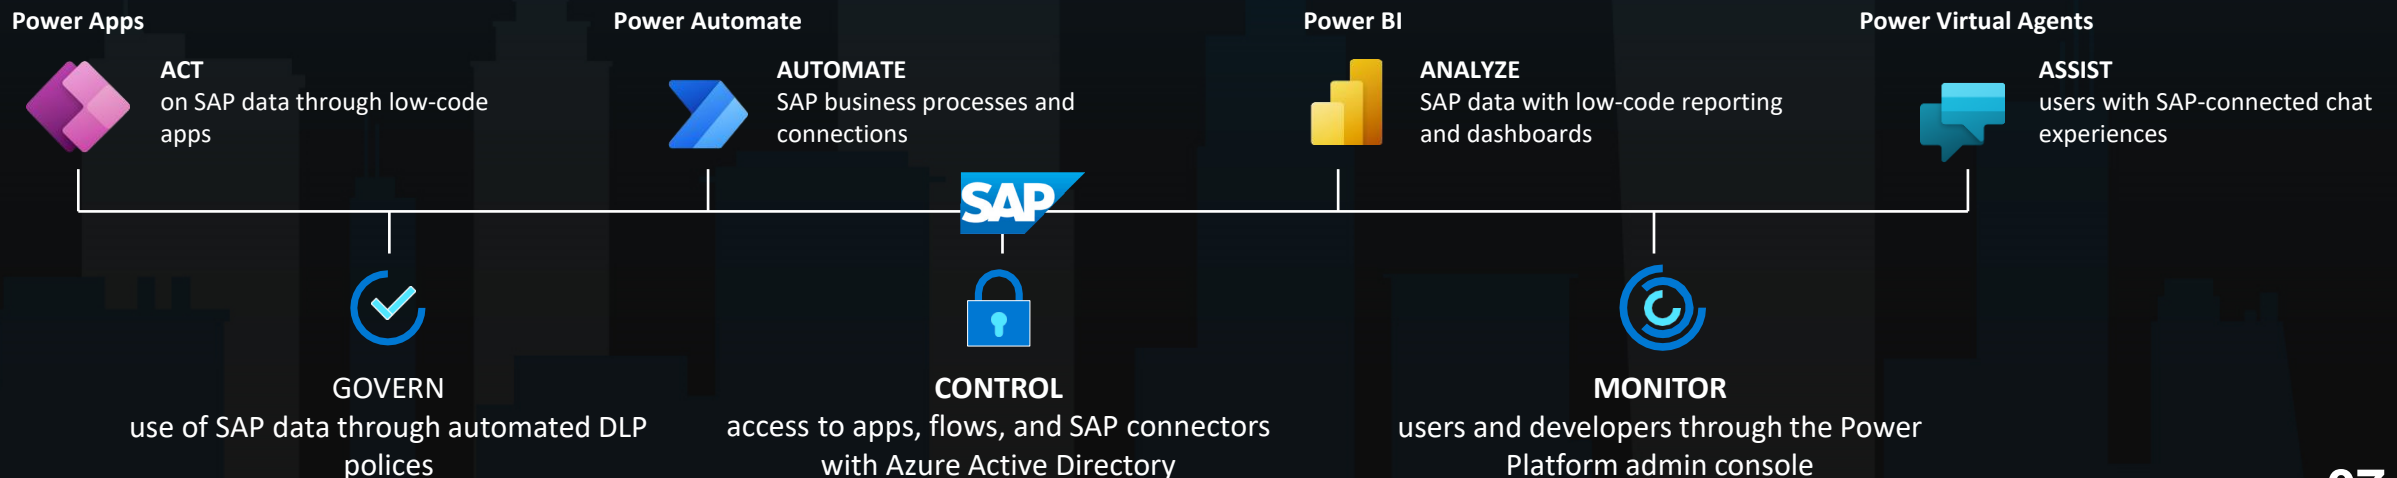 Power Apps
Power Automate
Power BI
Power Virtual Agents
ACT
on SAP data through low-code
apps
AUTOMATE
SAP business processes and
connections
ANALYZE
SAP data with low-code reporting
and dashboards
ASSIST
users with SAP-connected chat
experiences
SAP
GOVERN
use of SAP data through automated DLP
polices
CONTROL
access to apps, flows, and SAP connectors
with Azure Active Directory
MONITOR
users and developers through the Power
Platform admin console